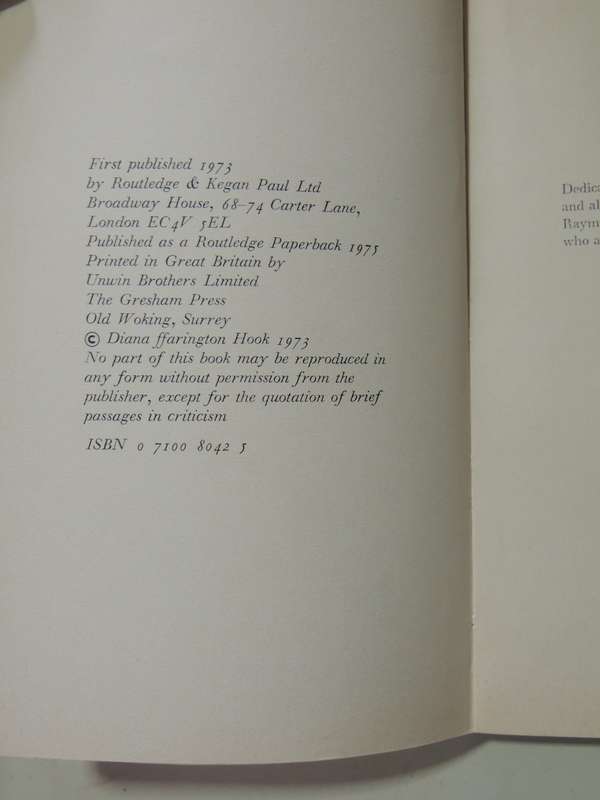 First published 1973
by Routledge & Kegan Paul Ltd
Broadway House, 68–74 Carter Lane,
London EC4V 5EL
Published as a Routledge Paperback 1975
Printed in Great Britain by
Unwin Brothers Limited
The Gresham Press
Old Woking, Surrey
© Diana ffarington Hook 1973
No part of this book may be reproduced in
any form without permission from the
publisher, except for the quotation of brief
passages in criticism
ISBN 0 7100 8042 5
and
who